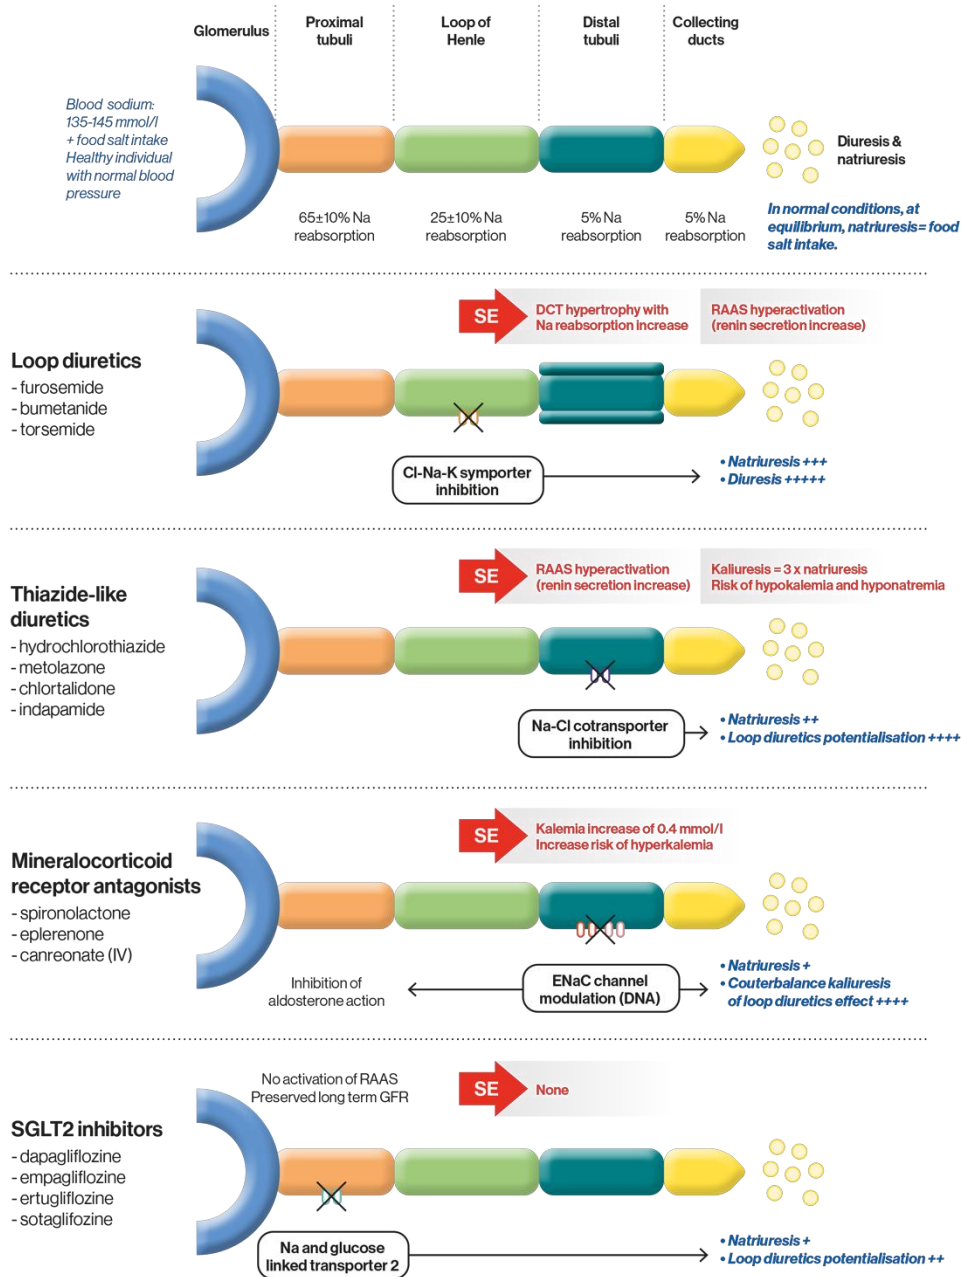 Glomerulus
Proximal
tubuli
Loop of
Henle
Distal
tubuli
Collecting
ducts
Blood sodium:
135-145 mmol/l
+ food salt intake
Healthy individual
with normal blood
pressure
Diuresis &
natriuresis
65±10% Na
reabsorption
25±10% Na
reabsorption
5% Na
reabsorption
5% Na
reabsorption
In normal conditions, at
equilibrium, natriuresis= food
salt intake.
SE
DCT hypertrophy with
Na reabsorption increase
RAAS hyperactivation
(renin secretion increase)
Loop diuretics
- furosemide
- bumetanide
- torsemide
Cl-Na-K symporter
inhibition
• Natriuresis +++
• Diuresis +++++
SE
RAAS hyperactivation
(renin secretion increase)
Kaliuresis = 3 x natriuresis
Risk of hypokalemia and hyponatremia
Thiazide-like
diuretics
- hydrochlorothiazide
- metolazone
- chlortalidone
- indapamide
Na-Cl cotransporter
inhibition
• Natriuresis ++
• Loop diuretics potentialisation ++++
SE
Kalemia increase of 0.4 mmol/l
Increase risk of hyperkalemia
Mineralocorticoid
receptor antagonists
- spironolactone
- eplerenone
- canreonate (IV)
Inhibition of
aldosterone action
ENaC channel
modulation (DNA)
• Natriuresis +
• Couterbalance kaliuresis
of loop diuretics effect ++++
No activation of RAAS
Preserved long term GFR
SE
None
SGLT2 inhibitors
- dapagliflozine
- empagliflozine
- ertugliflozine
- sotaglifozine
Na and glucose
linked transporter 2
• Natriuresis +
• Loop diuretics potentialisation ++